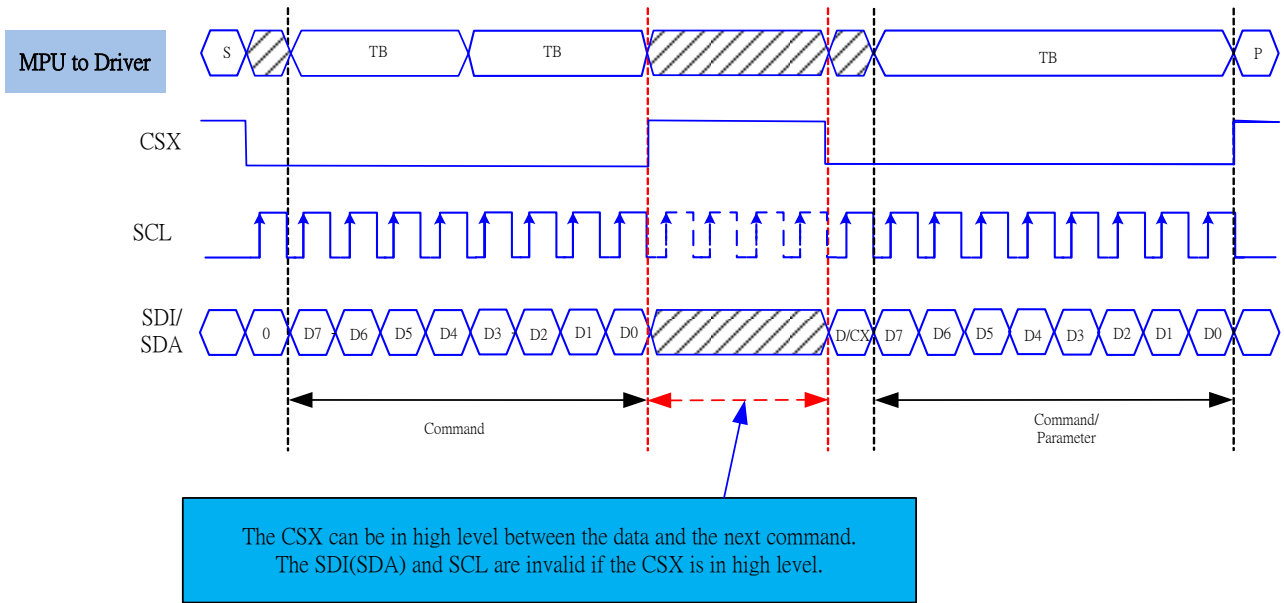 S TB TB TB P
MPU to Driver
CSX
SCL
SDI/
SDA
0 D7 D6 D5 D4 D3 D2 D1 D0 D/CX D7 D6 D5 D4 D3 D2 D1 D0
Command
Command/
Parameter
The CSX can be in high level between the data and the next command.
The SDI(SDA) and SCL are invalid if the CSX is in high level.